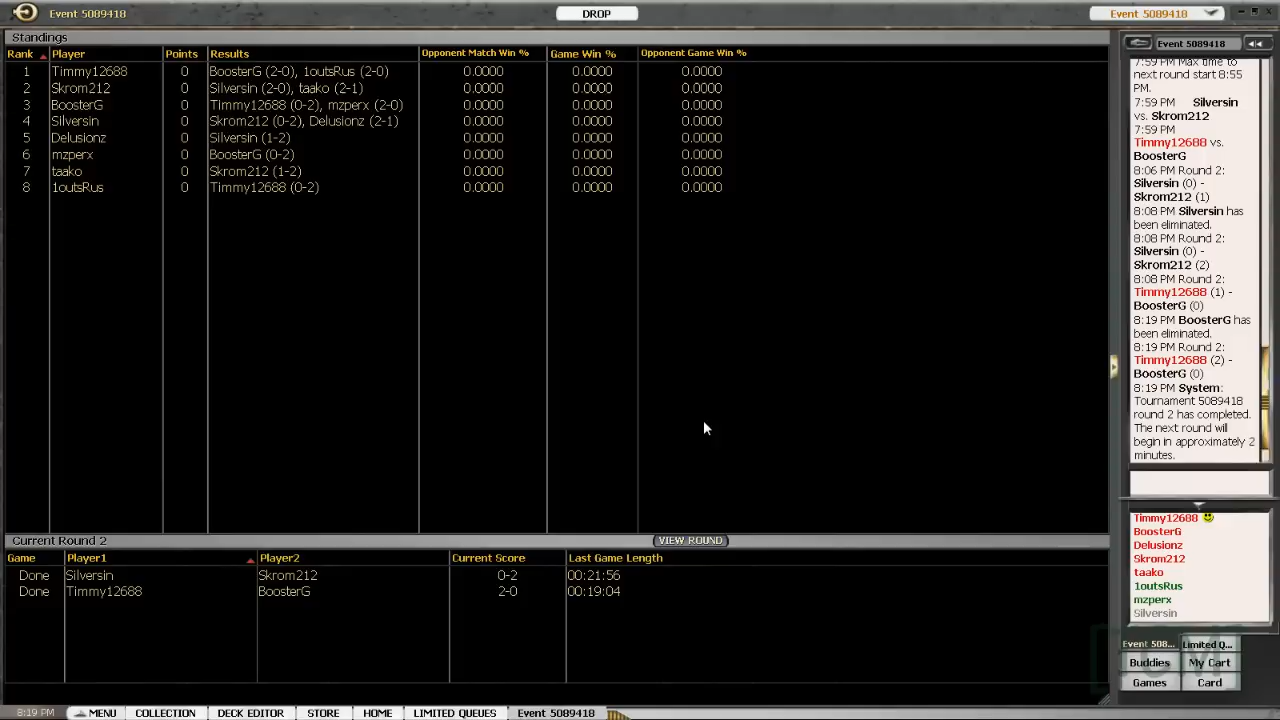 Event 5089418 DROP Event 5089418
Standings
Rank Player Points Results Opponent Match Win % Game Win % Opponent Game Win %
1 Timmy12688 0 BoosterG (2-0), 1outsRus (2-0) 0.0000 0.0000 0.0000
2 Skrom212 0 Silversin (2-0), taako (2-1) 0.0000 0.0000 0.0000
3 BoosterG 0 Timmy12688 (0-2), mzperx (2-0) 0.0000 0.0000 0.0000
4 Silversin 0 Skrom212 (0-2), Delusionz (2-1) 0.0000 0.0000 0.0000
5 Delusionz 0 Silversin (1-2) 0.0000 0.0000 0.0000
6 mzperx 0 BoosterG (0-2) 0.0000 0.0000 0.0000
7 taako 0 Skrom212 (1-2) 0.0000 0.0000 0.0000
8 1outsRus 0 Timmy12688 (0-2) 0.0000 0.0000 0.0000
Current Round 2 VIEW ROUND
Game Player1 Player2 Current Score Last Game Length
Done Silversin Skrom212 0-2 00:21:56
Done Timmy12688 BoosterG 2-0 00:19:04
Event 5089418
7:59 PM Max time to
next round start 8:55
PM.
7:59 PM Silversin
vs. Skrom212
7:59 PM
Timmy12688 vs.
BoosterG
8:06 PM Round 2:
Silversin (0) -
Skrom212 (1)
8:08 PM Silversin has
been eliminated.
8:08 PM Round 2:
Silversin (0) -
Skrom212 (2)
8:08 PM Round 2:
Timmy12688 (1) -
BoosterG (0)
8:19 PM BoosterG has
been eliminated.
8:19 PM Round 2:
Timmy12688 (2) -
BoosterG (0)
8:19 PM System:
Tournament 5089418
round 2 has completed.
The next round will
begin in approximately 2
minutes.
Timmy12688
BoosterG
Delusionz
Skrom212
taako
1outsRus
mzperx
Silversin
Event 508... Limited Q...
Buddies My Cart
Games Card
8:19 PM MENU COLLECTION DECK EDITOR STORE HOME LIMITED QUEUES Event 5089418